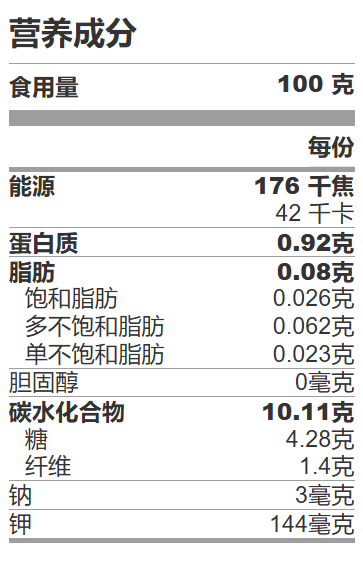 营养成分
食用量 100 克
每份
能源 176 千焦
42 千卡
蛋白质 0.92克
脂肪 0.08克
饱和脂肪 0.026克
多不饱和脂肪 0.062克
单不饱和脂肪 0.023克
胆固醇 0毫克
碳水化合物 10.11克
糖 4.28克
纤维 1.4克
钠 3毫克
钾 144毫克